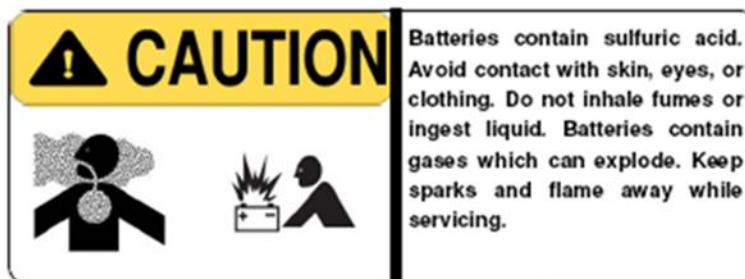 CAUTION
Batteries contain sulfuric acid.
Avoid contact with skin, eyes, or
clothing. Do not inhale fumes or
ingest liquid. Batteries contain
gases which can explode. Keep
sparks and flame away while
servicing.